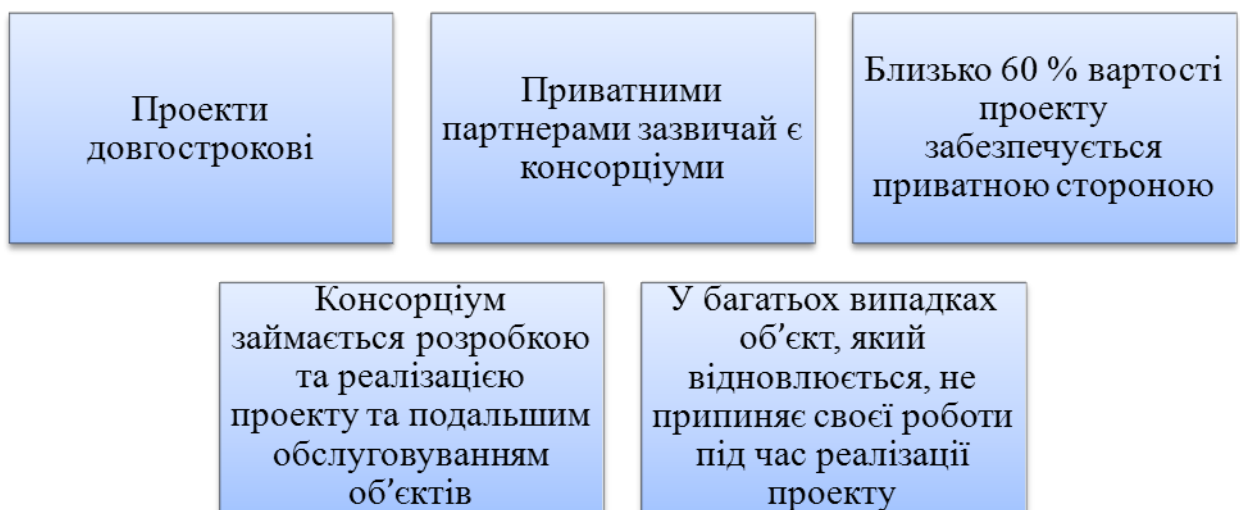 Проекти
довгострокові
Приватними
партнерами зазвичай є
консорціуми
Близько 60 % вартості
проекту
забезпечується
приватною стороною
Консорціум
займається розробкою
та реалізацією
проекту та подальшим
обслуговуванням
об’єктів
У багатьох випадках
об’єкт, який
відновлюється, не
припиняє своєї роботи
під час реалізації
проекту